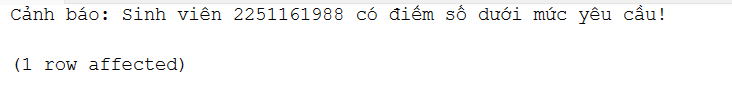 Cảnh báo: Sinh viên 2251161988 có điểm số dưới mức yêu cầu!
(1 row affected)